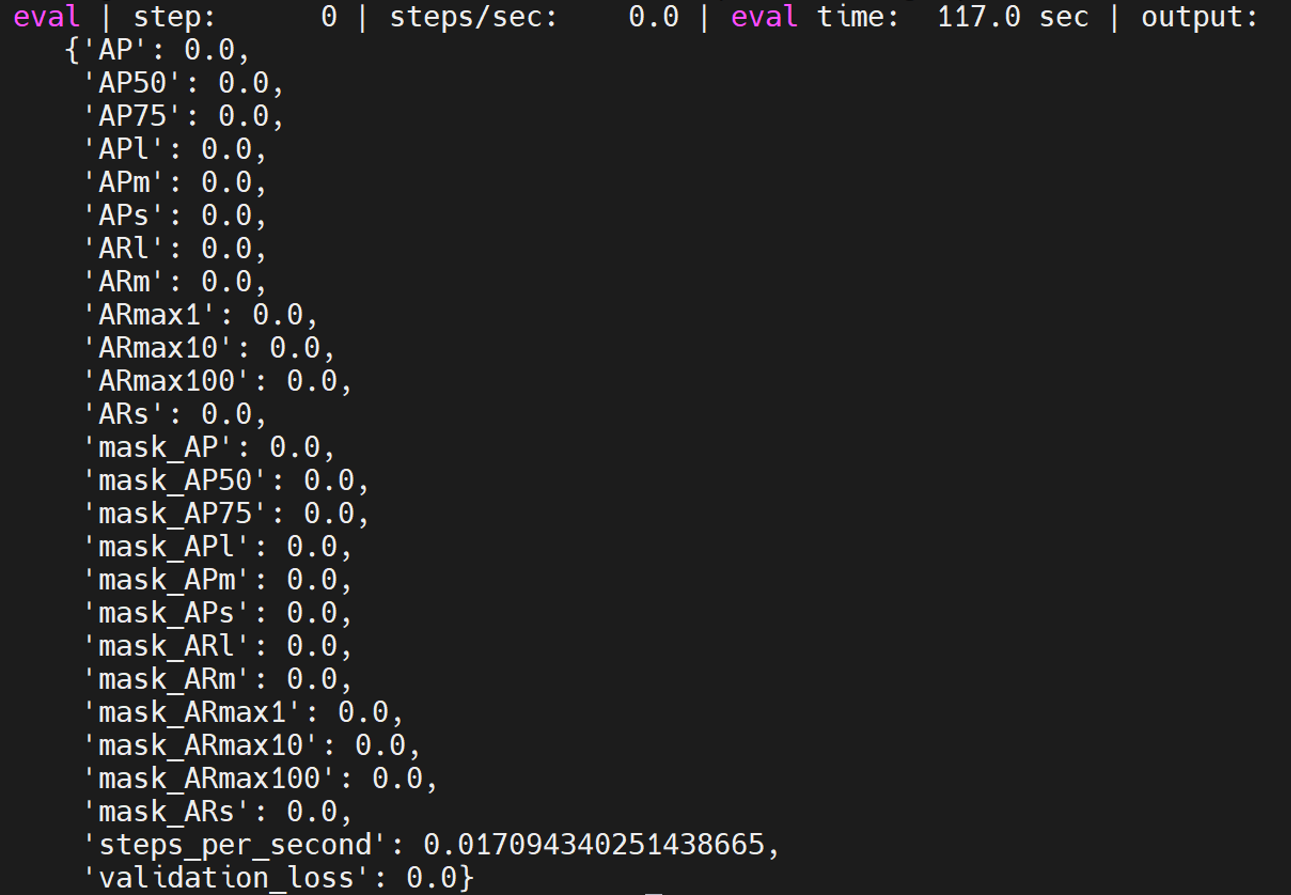 eval | step:      0 | steps/sec:    0.0 | eval time:  117.0 sec | output:
{'AP': 0.0,
'AP50': 0.0,
'AP75': 0.0,
'APl': 0.0,
'APm': 0.0,
'APs': 0.0,
'ARl': 0.0,
'ARm': 0.0,
'ARmax1': 0.0,
'ARmax10': 0.0,
'ARmax100': 0.0,
'ARs': 0.0,
'mask_AP': 0.0,
'mask_AP50': 0.0,
'mask_AP75': 0.0,
'mask_APl': 0.0,
'mask_APm': 0.0,
'mask_APs': 0.0,
'mask_ARl': 0.0,
'mask_ARm': 0.0,
'mask_ARmax1': 0.0,
'mask_ARmax10': 0.0,
'mask_ARmax100': 0.0,
'mask_ARs': 0.0,
'steps_per_second': 0.017094340251438665,
'validation_loss': 0.0}